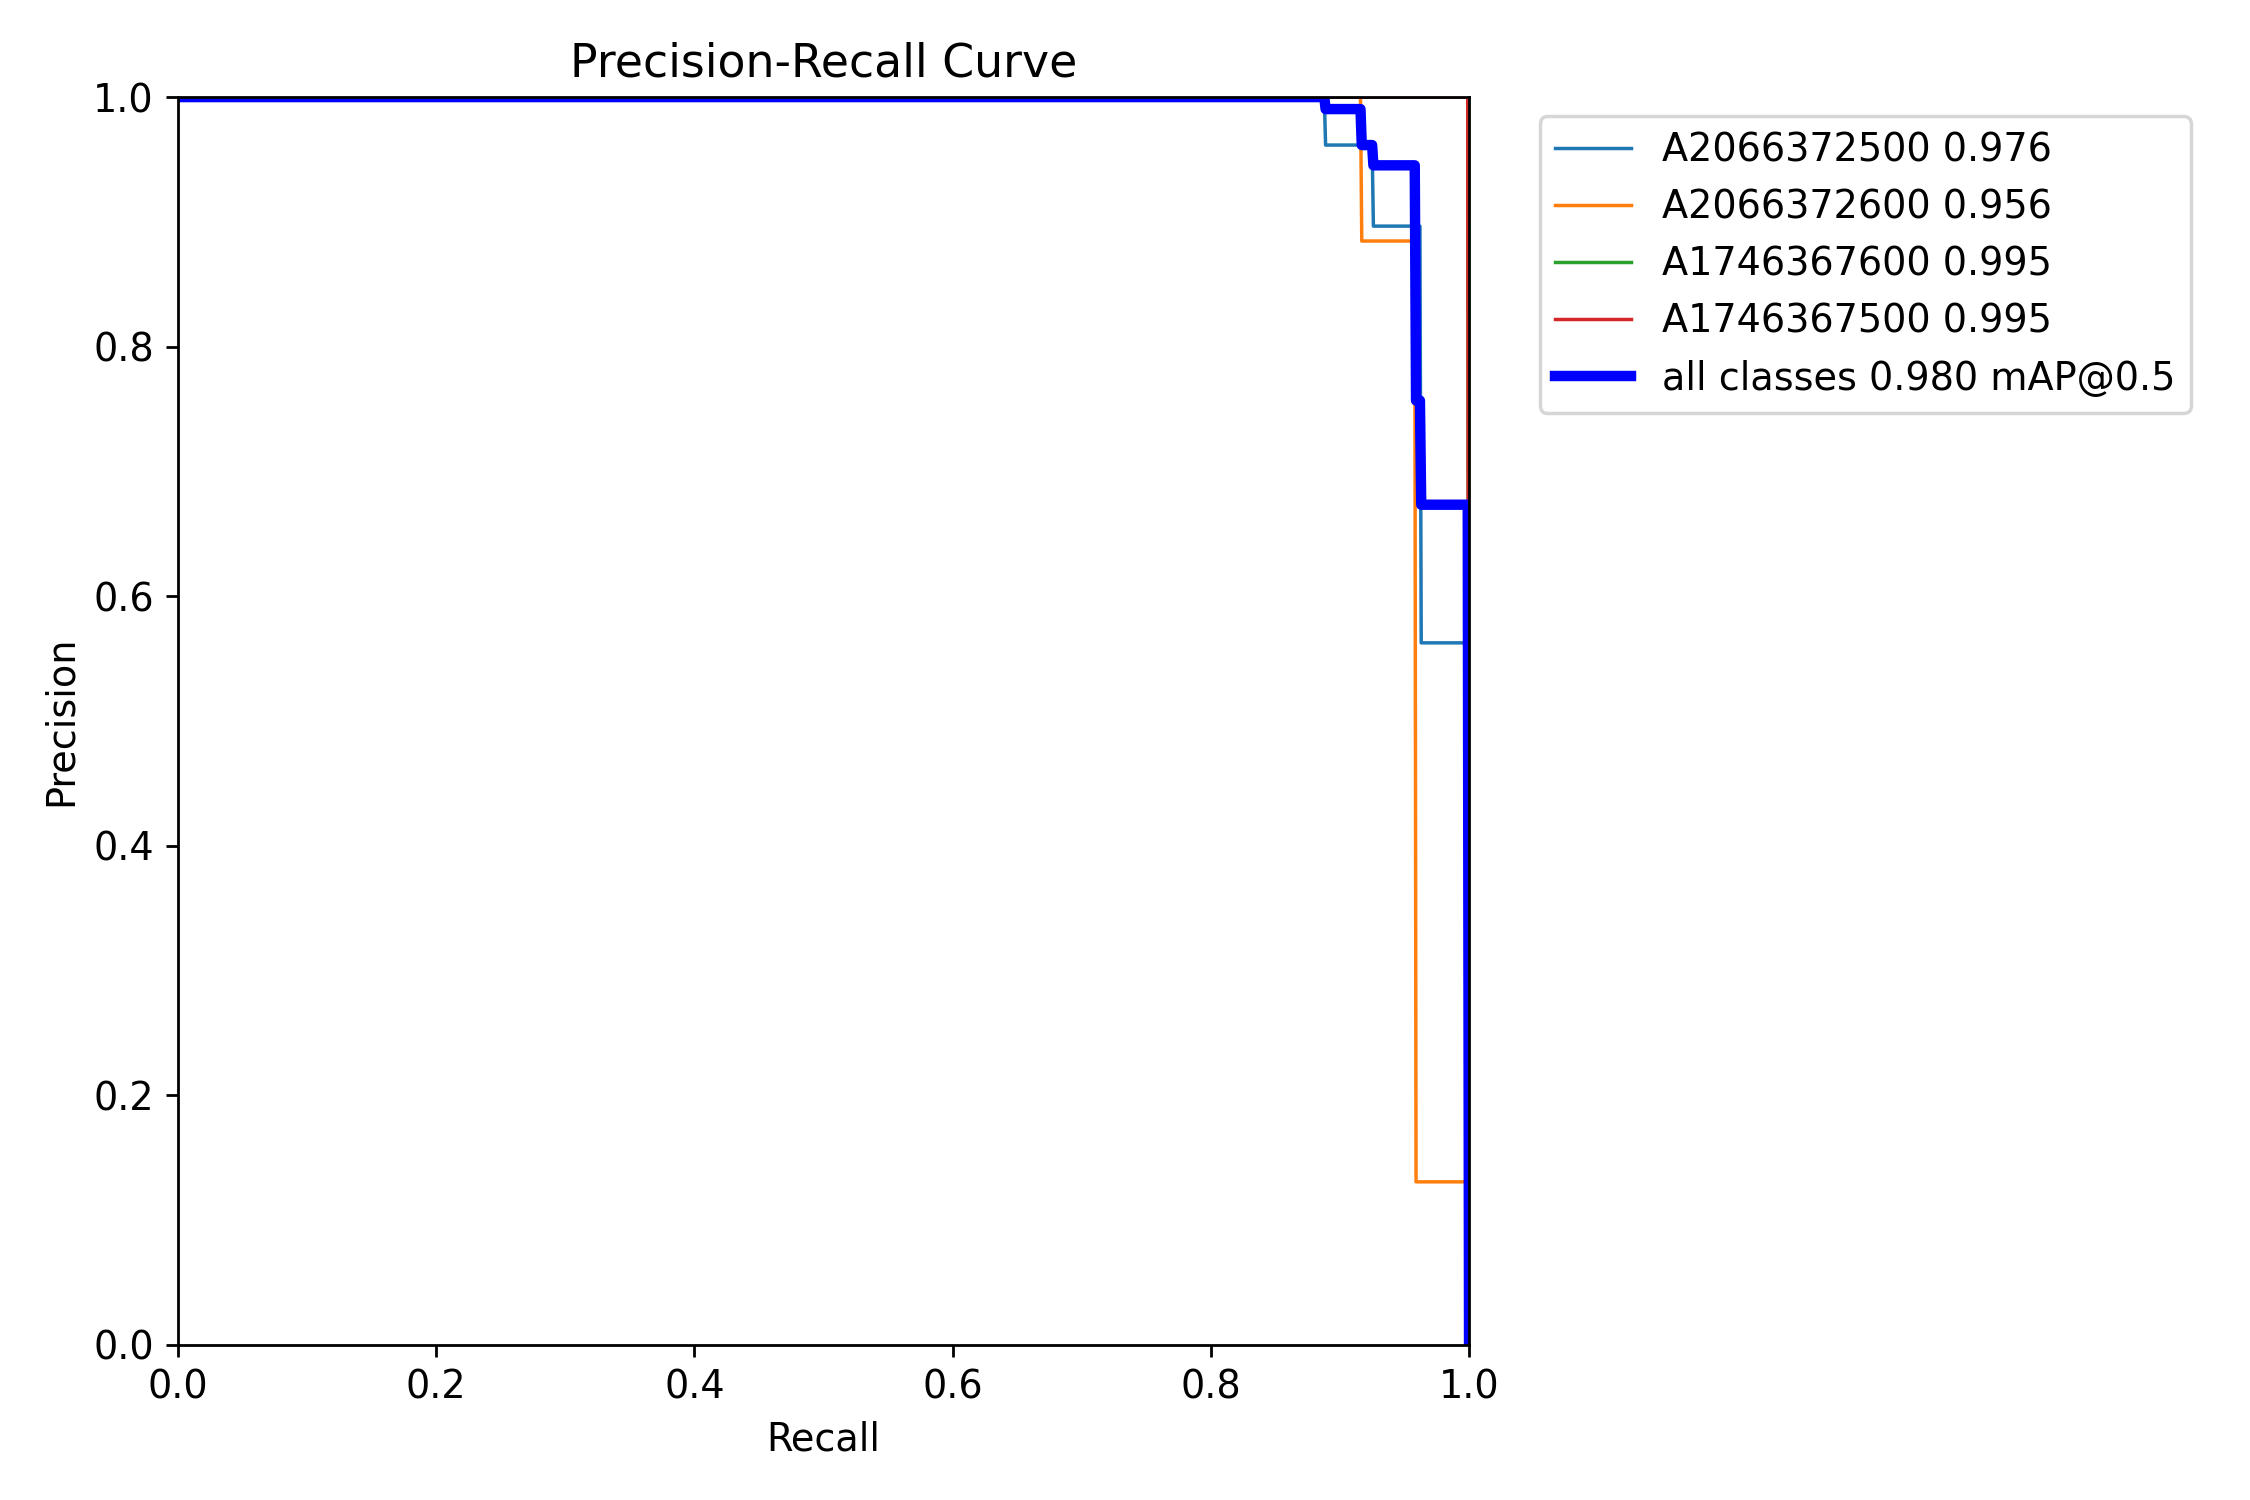 Precision-Recall Curve
1.0
0.8
0.6
0.4
0.2
0.0
Precision
0.0 0.2 0.4 0.6 0.8 1.0
Recall
A2066372500 0.976
A2066372600 0.956
A1746367600 0.995
A1746367500 0.995
all classes 0.980 mAP@0.5